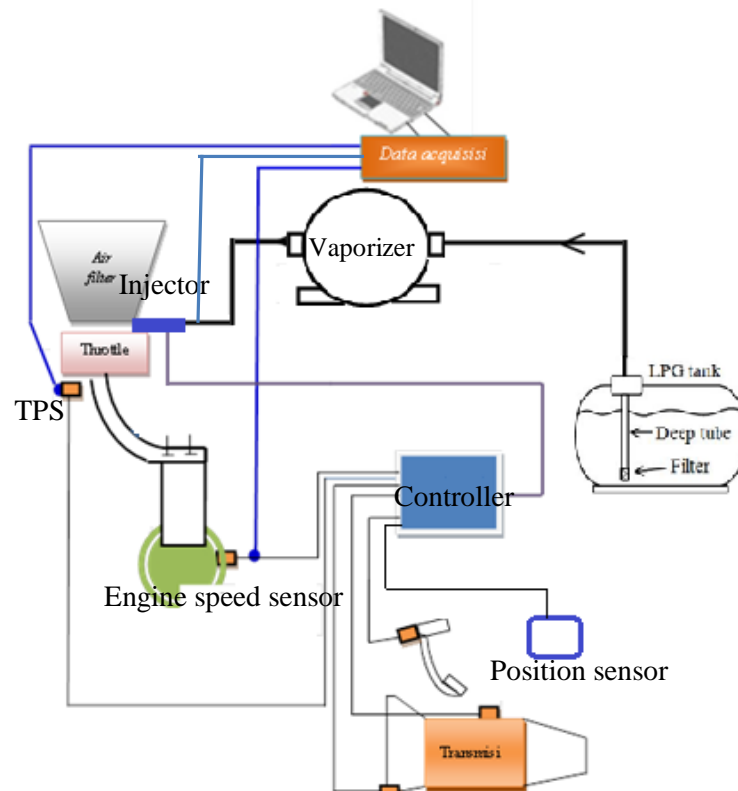 Data acquisisi
Vaporizer
Air
filter
Injector
Throttle
TPS
LPG tank
Deep tube
Filter
Controller
Engine speed sensor
Position sensor
Transmisi